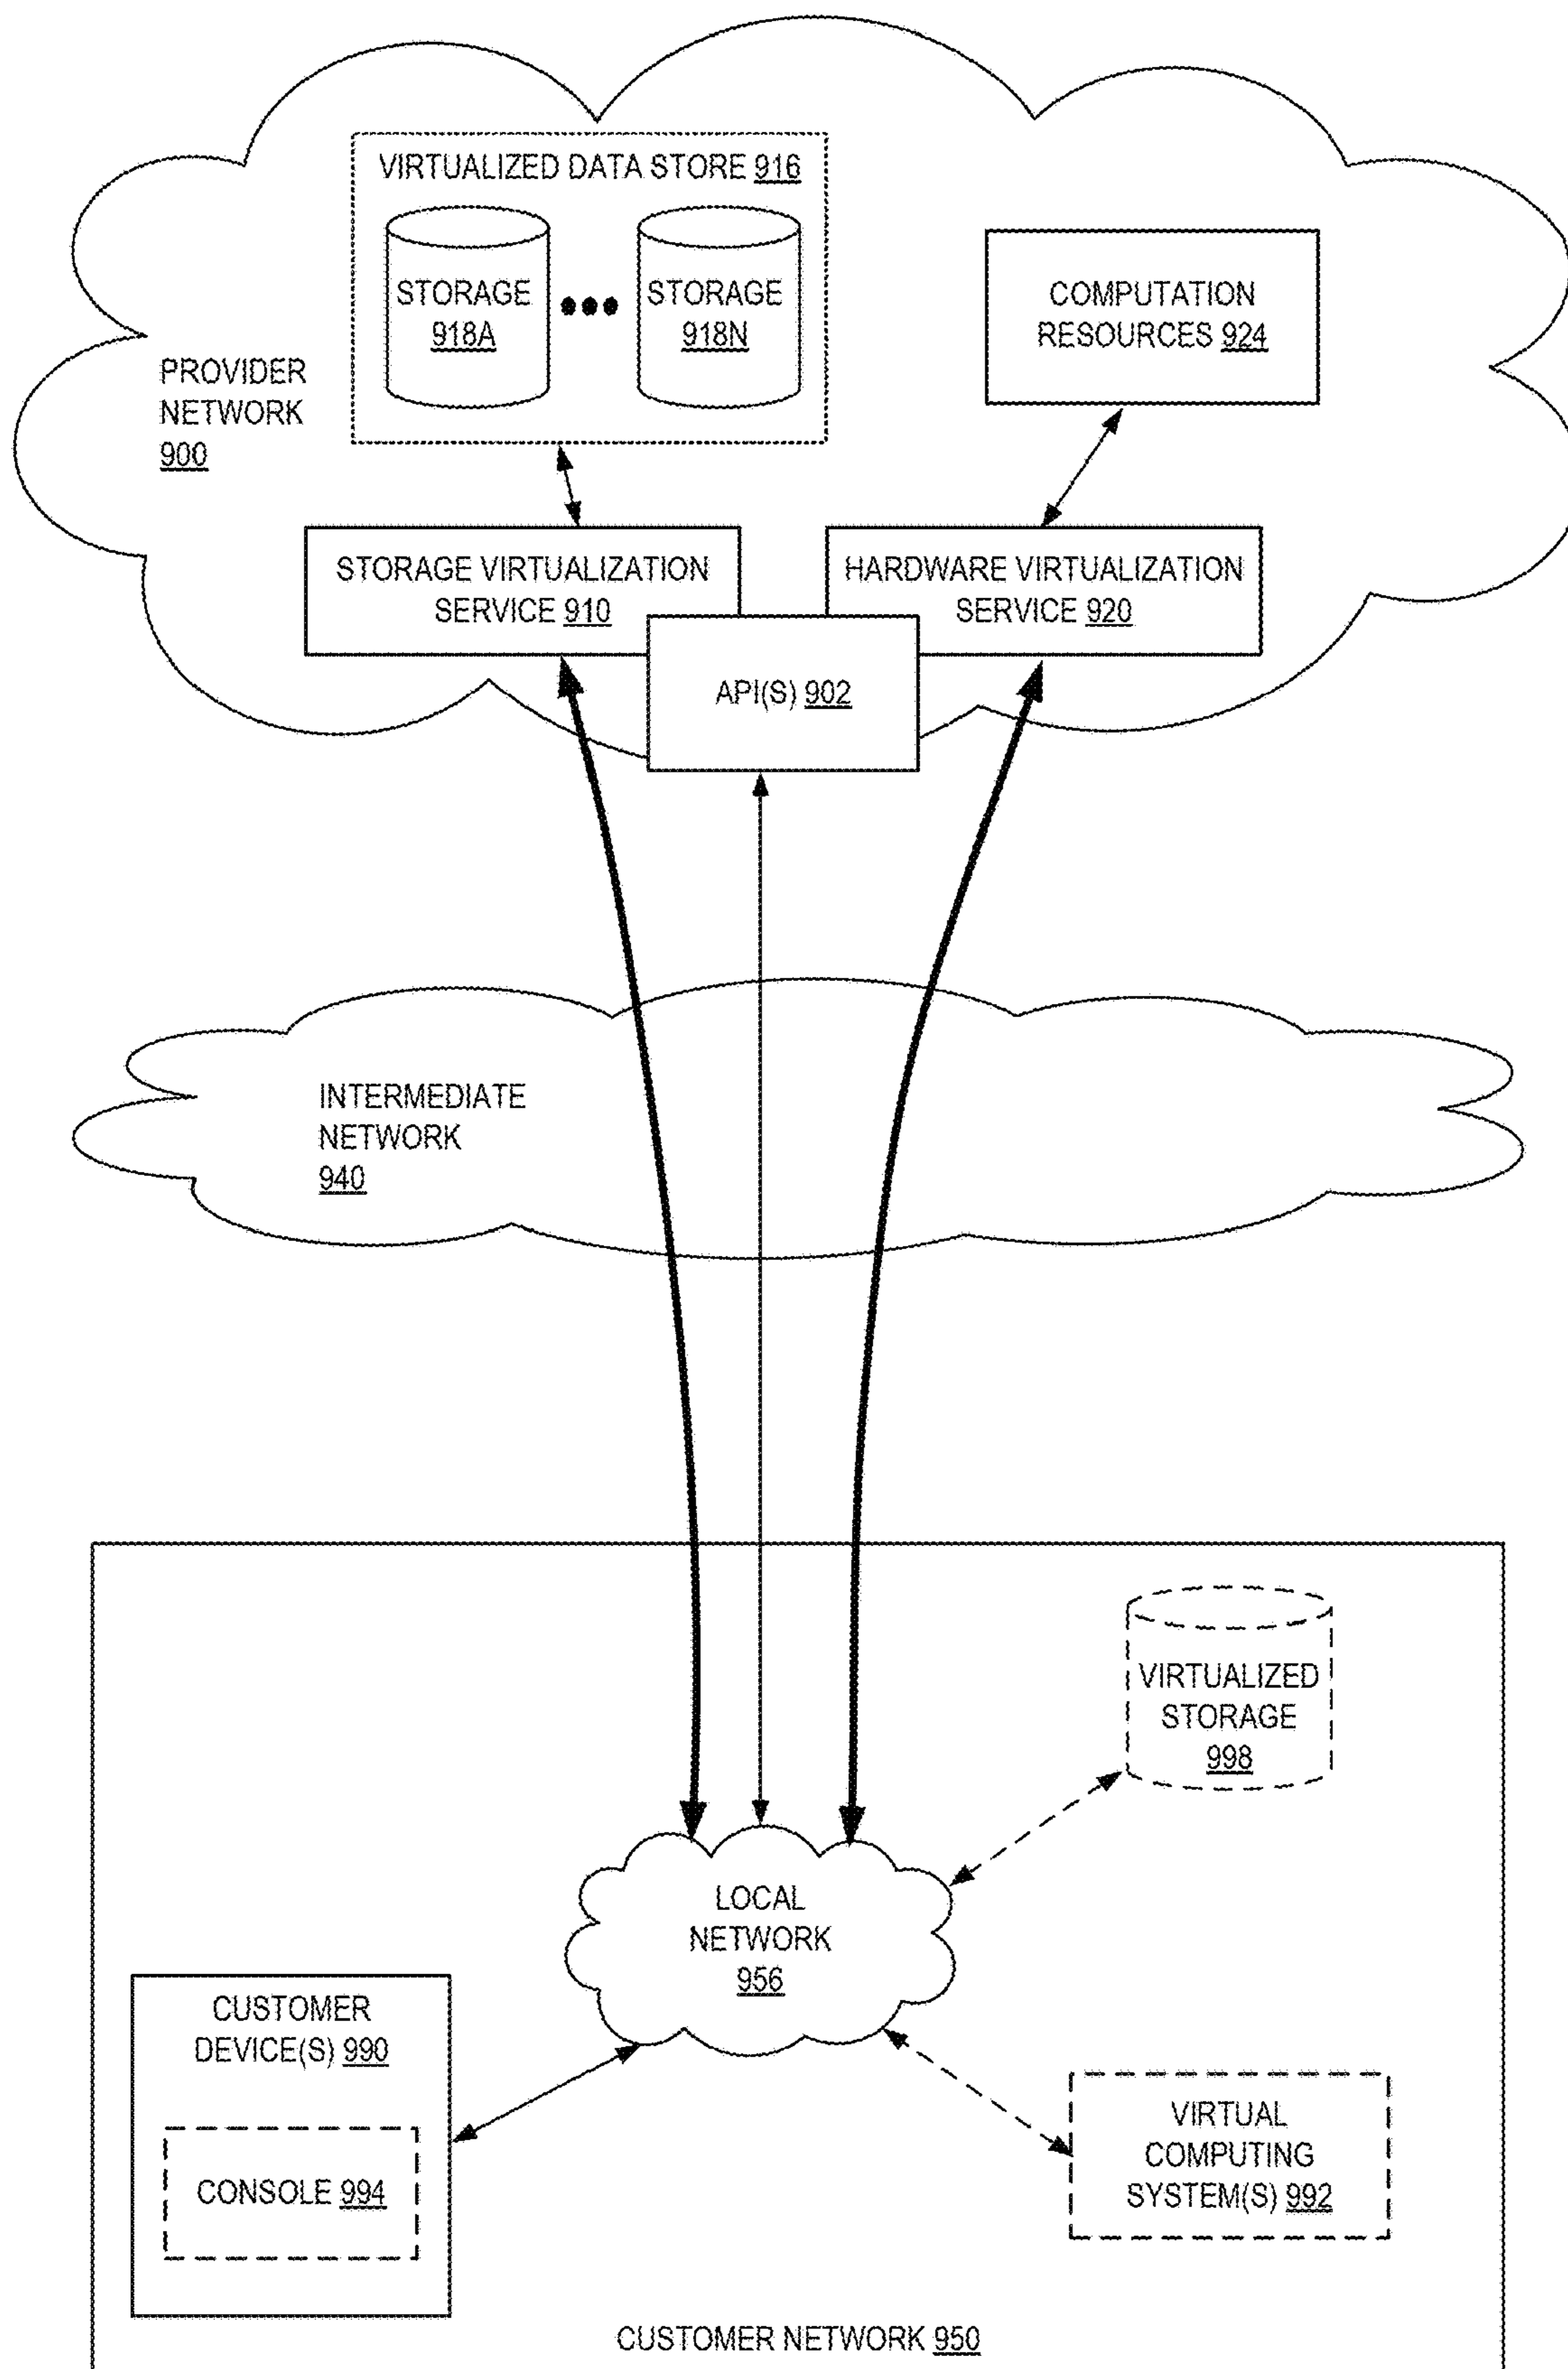 VIRTUALIZED DATA STORE 916
STORAGE
918A
STORAGE
918N
COMPUTATION
RESOURCES 924
PROVIDER
NETWORK
900
STORAGE VIRTUALIZATION
SERVICE 910
HARDWARE VIRTUALIZATION
SERVICE 920
API(S) 902
INTERMEDIATE
NETWORK
940
VIRTUALIZED
STORAGE
998
LOCAL
NETWORK
956
CUSTOMER
DEVICE(S) 990
CONSOLE 994
VIRTUAL
COMPUTING
SYSTEM(S) 992
CUSTOMER NETWORK 950